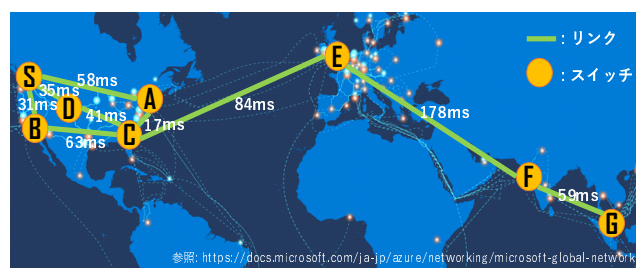 : リンク
: スイッチ
E
S
58ms
35ms
A
31ms
D
41ms
84ms
178ms
B
17ms
C
63ms
F
59ms
G
参照: https://docs.microsoft.com/ja-jp/azure/networking/microsoft-global-network